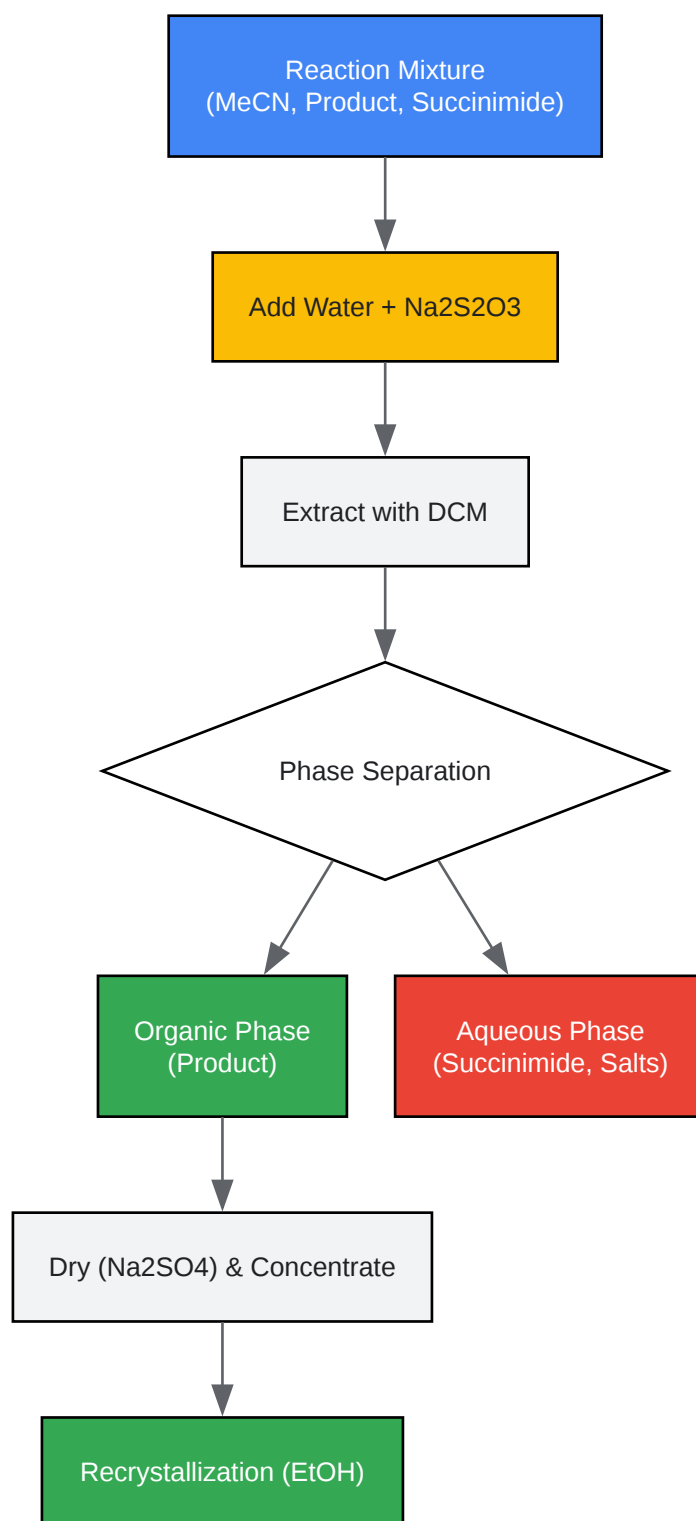 Reaction Mixture
(MeCN, Product, Succinimide)
Add Water + Na2S2O3
Extract with DCM
Phase Separation
Organic Phase
(Product)
Aqueous Phase
(Succinimide, Salts)
Dry (Na2SO4) & Concentrate
Recrystallization (EtOH)